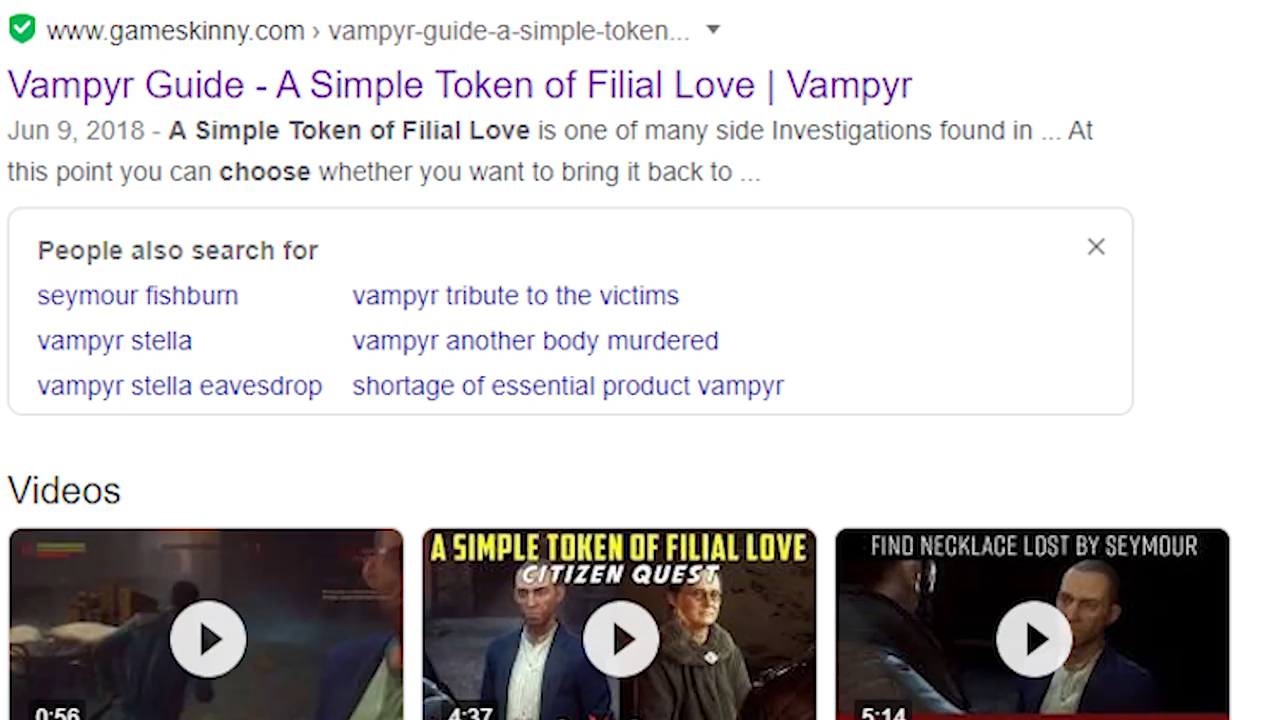 www.gameskinny.com › vampyr-guide-a-simple-token...
Vampyr Guide - A Simple Token of Filial Love | Vampyr
Jun 9, 2018 - A Simple Token of Filial Love is one of many side Investigations found in ... At
this point you can choose whether you want to bring it back to ...
People also search for
seymour fishburn
vampyr tribute to the victims
vampyr stella
vampyr another body murdered
vampyr stella eavesdrop
shortage of essential product vampyr
Videos
A SIMPLE TOKEN OF FILIAL LOVE
CITIZEN QUEST
FIND NECKLACE LOST BY SEYMOUR
0:56
4:37
5:14